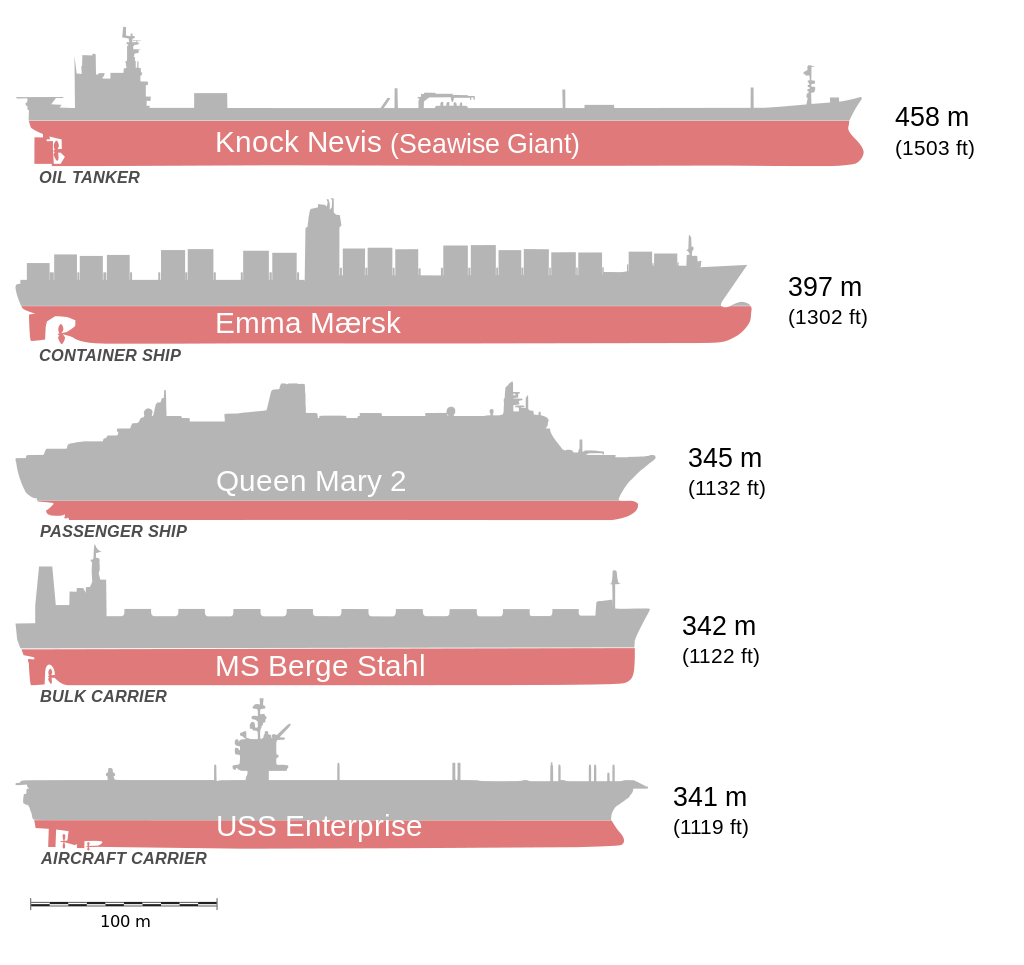 Knock Nevis (Seawise Giant)
458 m
(1503 ft)
OIL TANKER
Emma Mærsk
397 m
(1302 ft)
CONTAINER SHIP
Queen Mary 2
345 m
(1132 ft)
PASSENGER SHIP
MS Berge Stahl
342 m
(1122 ft)
BULK CARRIER
USS Enterprise
341 m
(1119 ft)
AIRCRAFT CARRIER
100 m